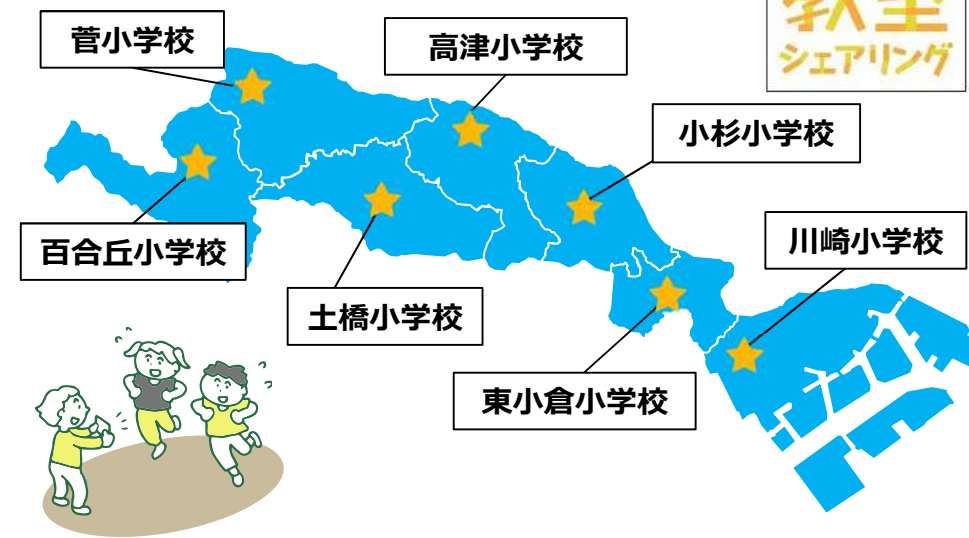 教室
シェアリング
菅小学校
高津小学校
小杉小学校
川崎小学校
百合丘小学校
土橋小学校
東小倉小学校